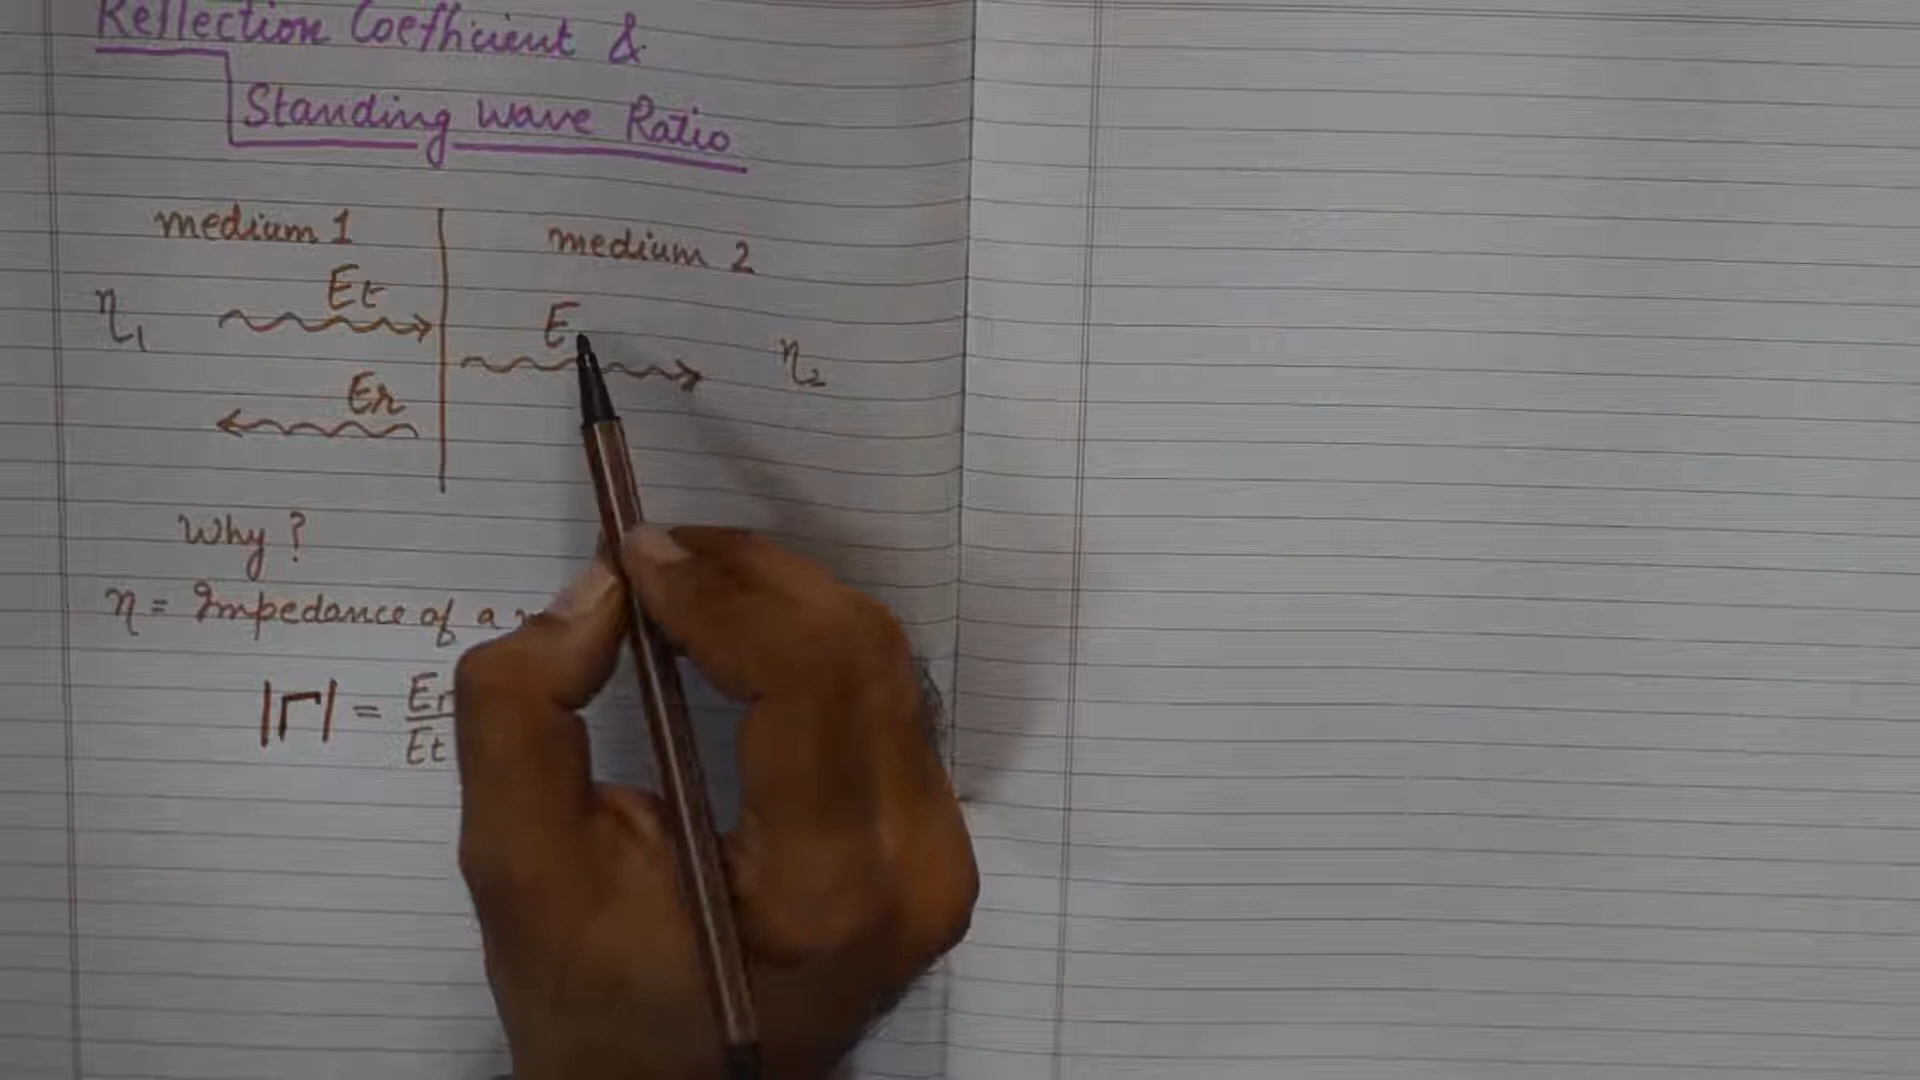 Reflection Coefficient &
Standing Wave Ratio
medium 1
medium 2
η1
Et
E
η2
Er
Why?
η = Impedance of a
|Γ| = Er/Et